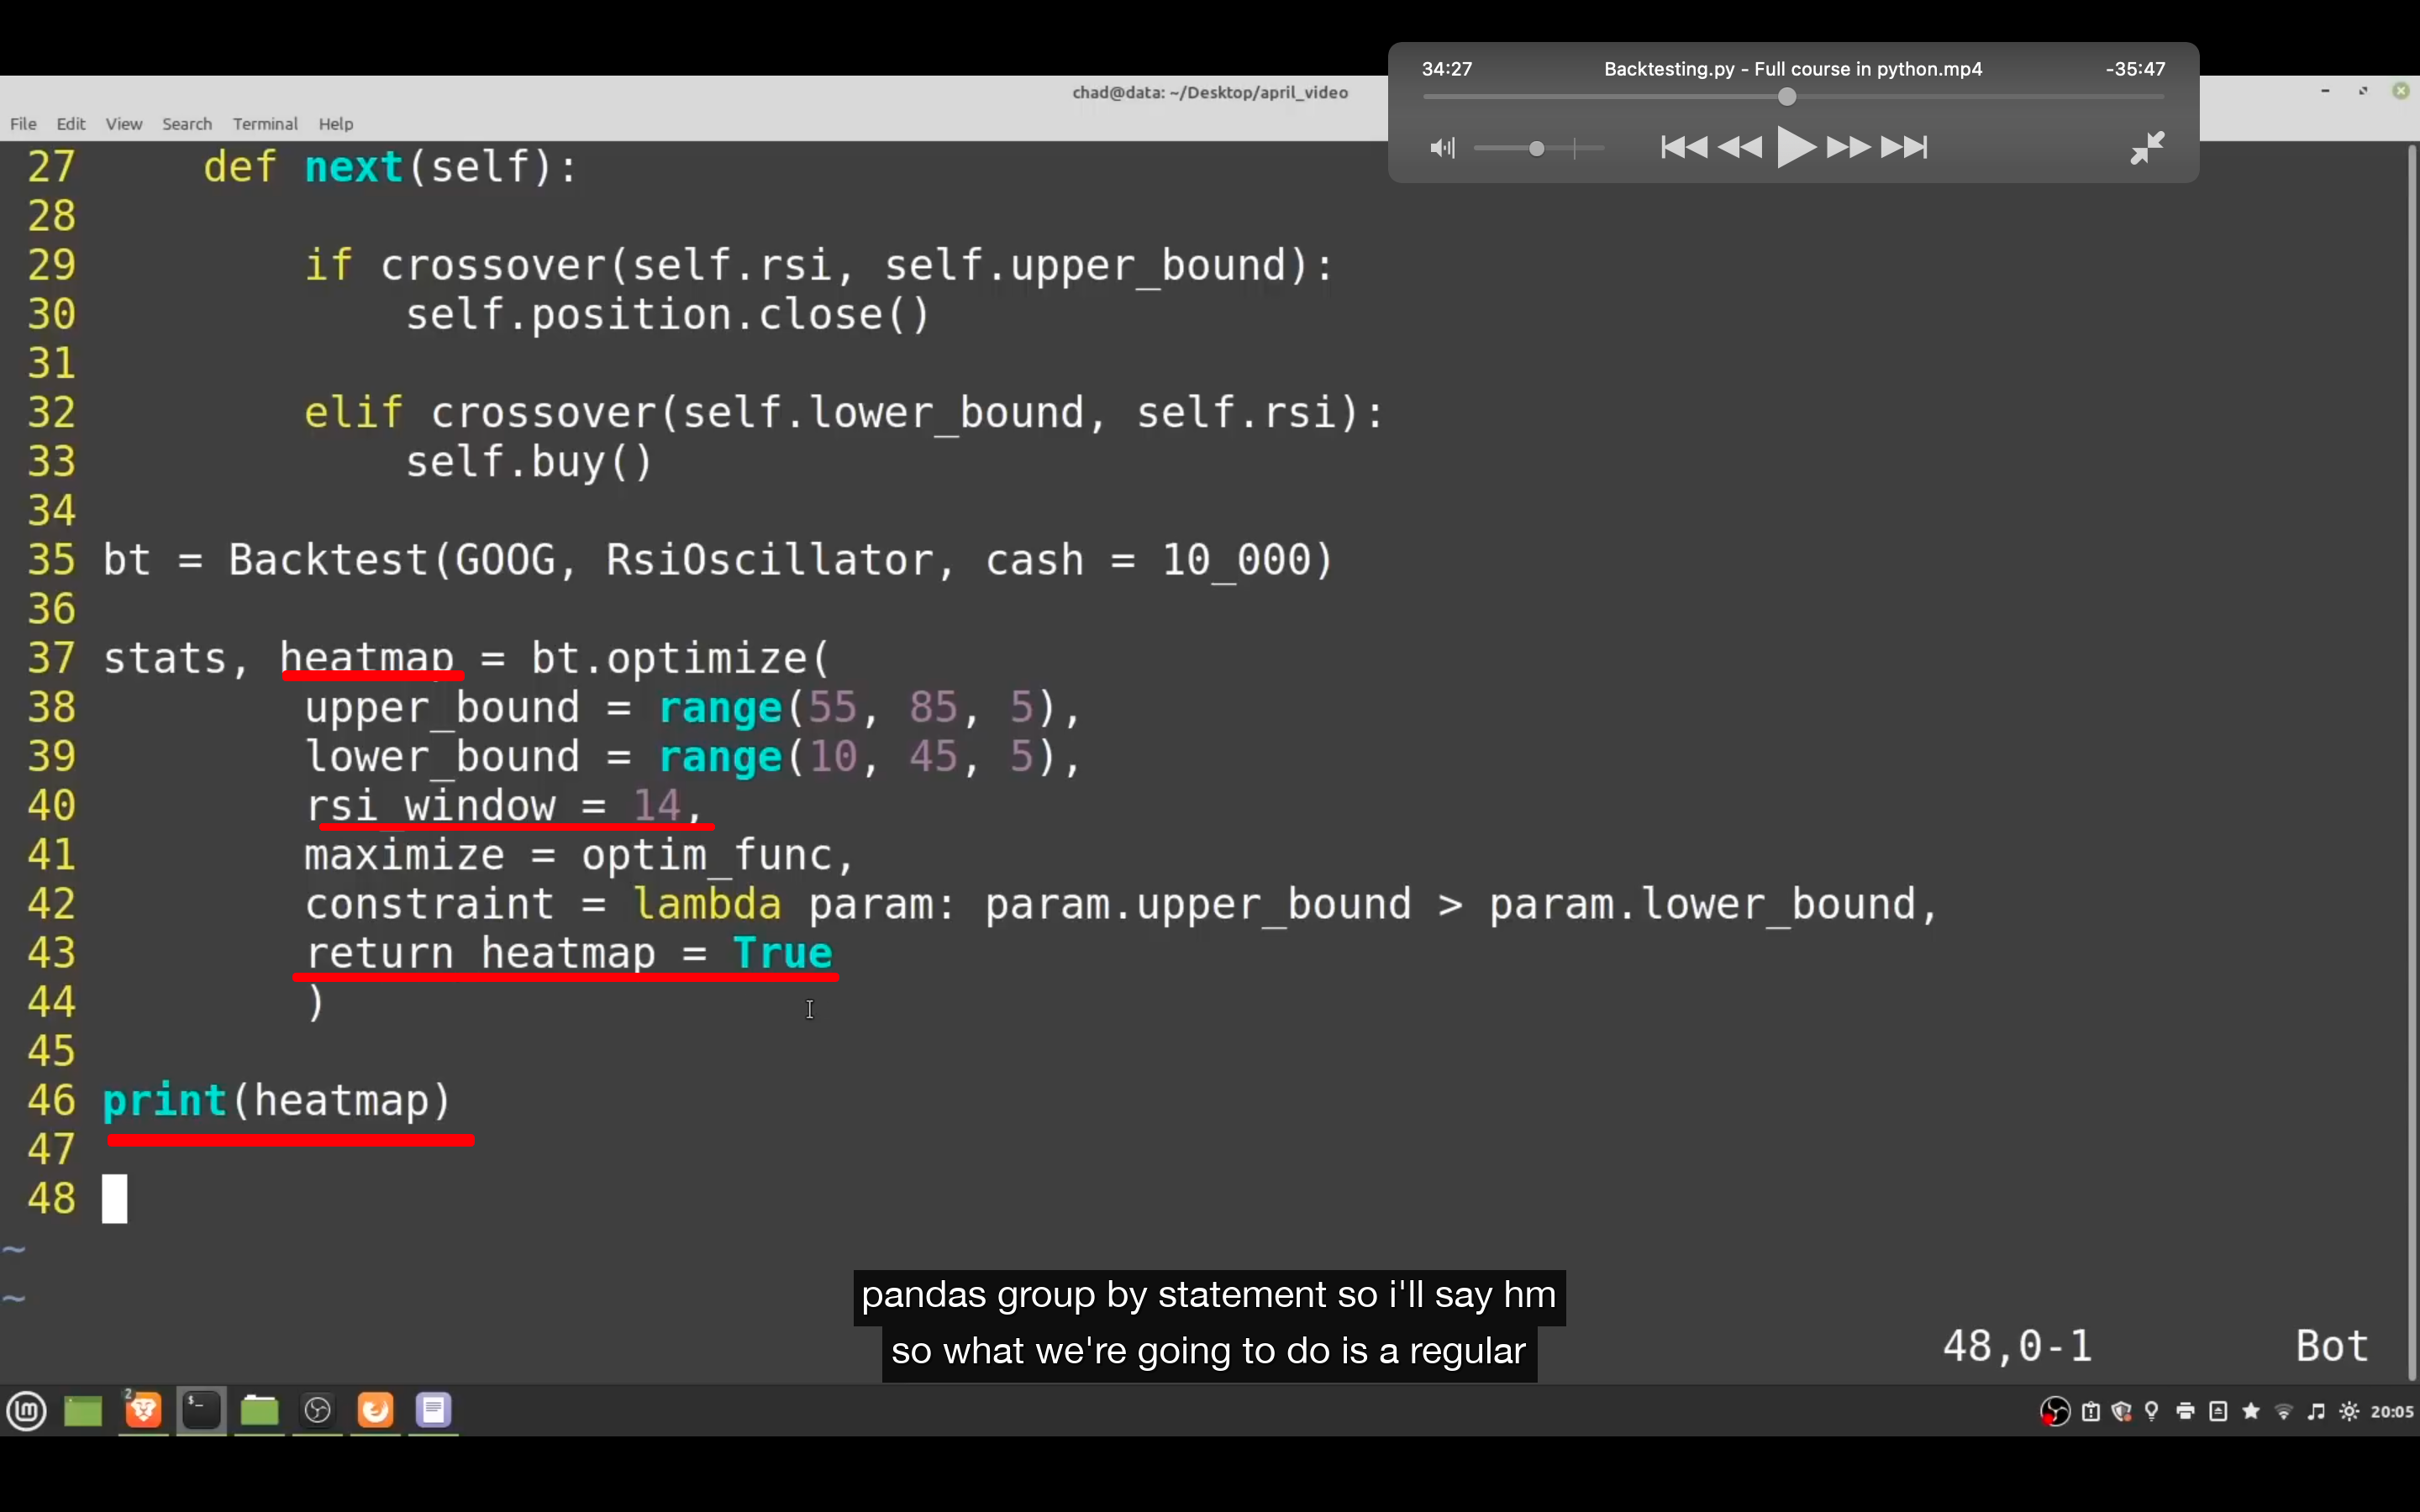 34:27 Backtesting.py - Full course in python.mp4 -35:47
chad@data: ~/Desktop/april_video
File Edit View Search Terminal Help
27 def next(self):
28
29 if crossover(self.rsi, self.upper_bound):
30 self.position.close()
31
32 elif crossover(self.lower_bound, self.rsi):
33 self.buy()
34
35 bt = Backtest(GOOG, RsiOscillator, cash = 10_000)
36
37 stats, heatmap = bt.optimize(
38 upper_bound = range(55, 85, 5),
39 lower_bound = range(10, 45, 5),
40 rsi_window = 14,
41 maximize = optim_func,
42 constraint = lambda param: param.upper_bound > param.lower_bound,
43 return_heatmap = True
44 )
45
46 print(heatmap)
47
48
~
~
pandas group by statement so i'll say hm
so what we're going to do is a regular
48,0-1 Bot
2
$_
20:05